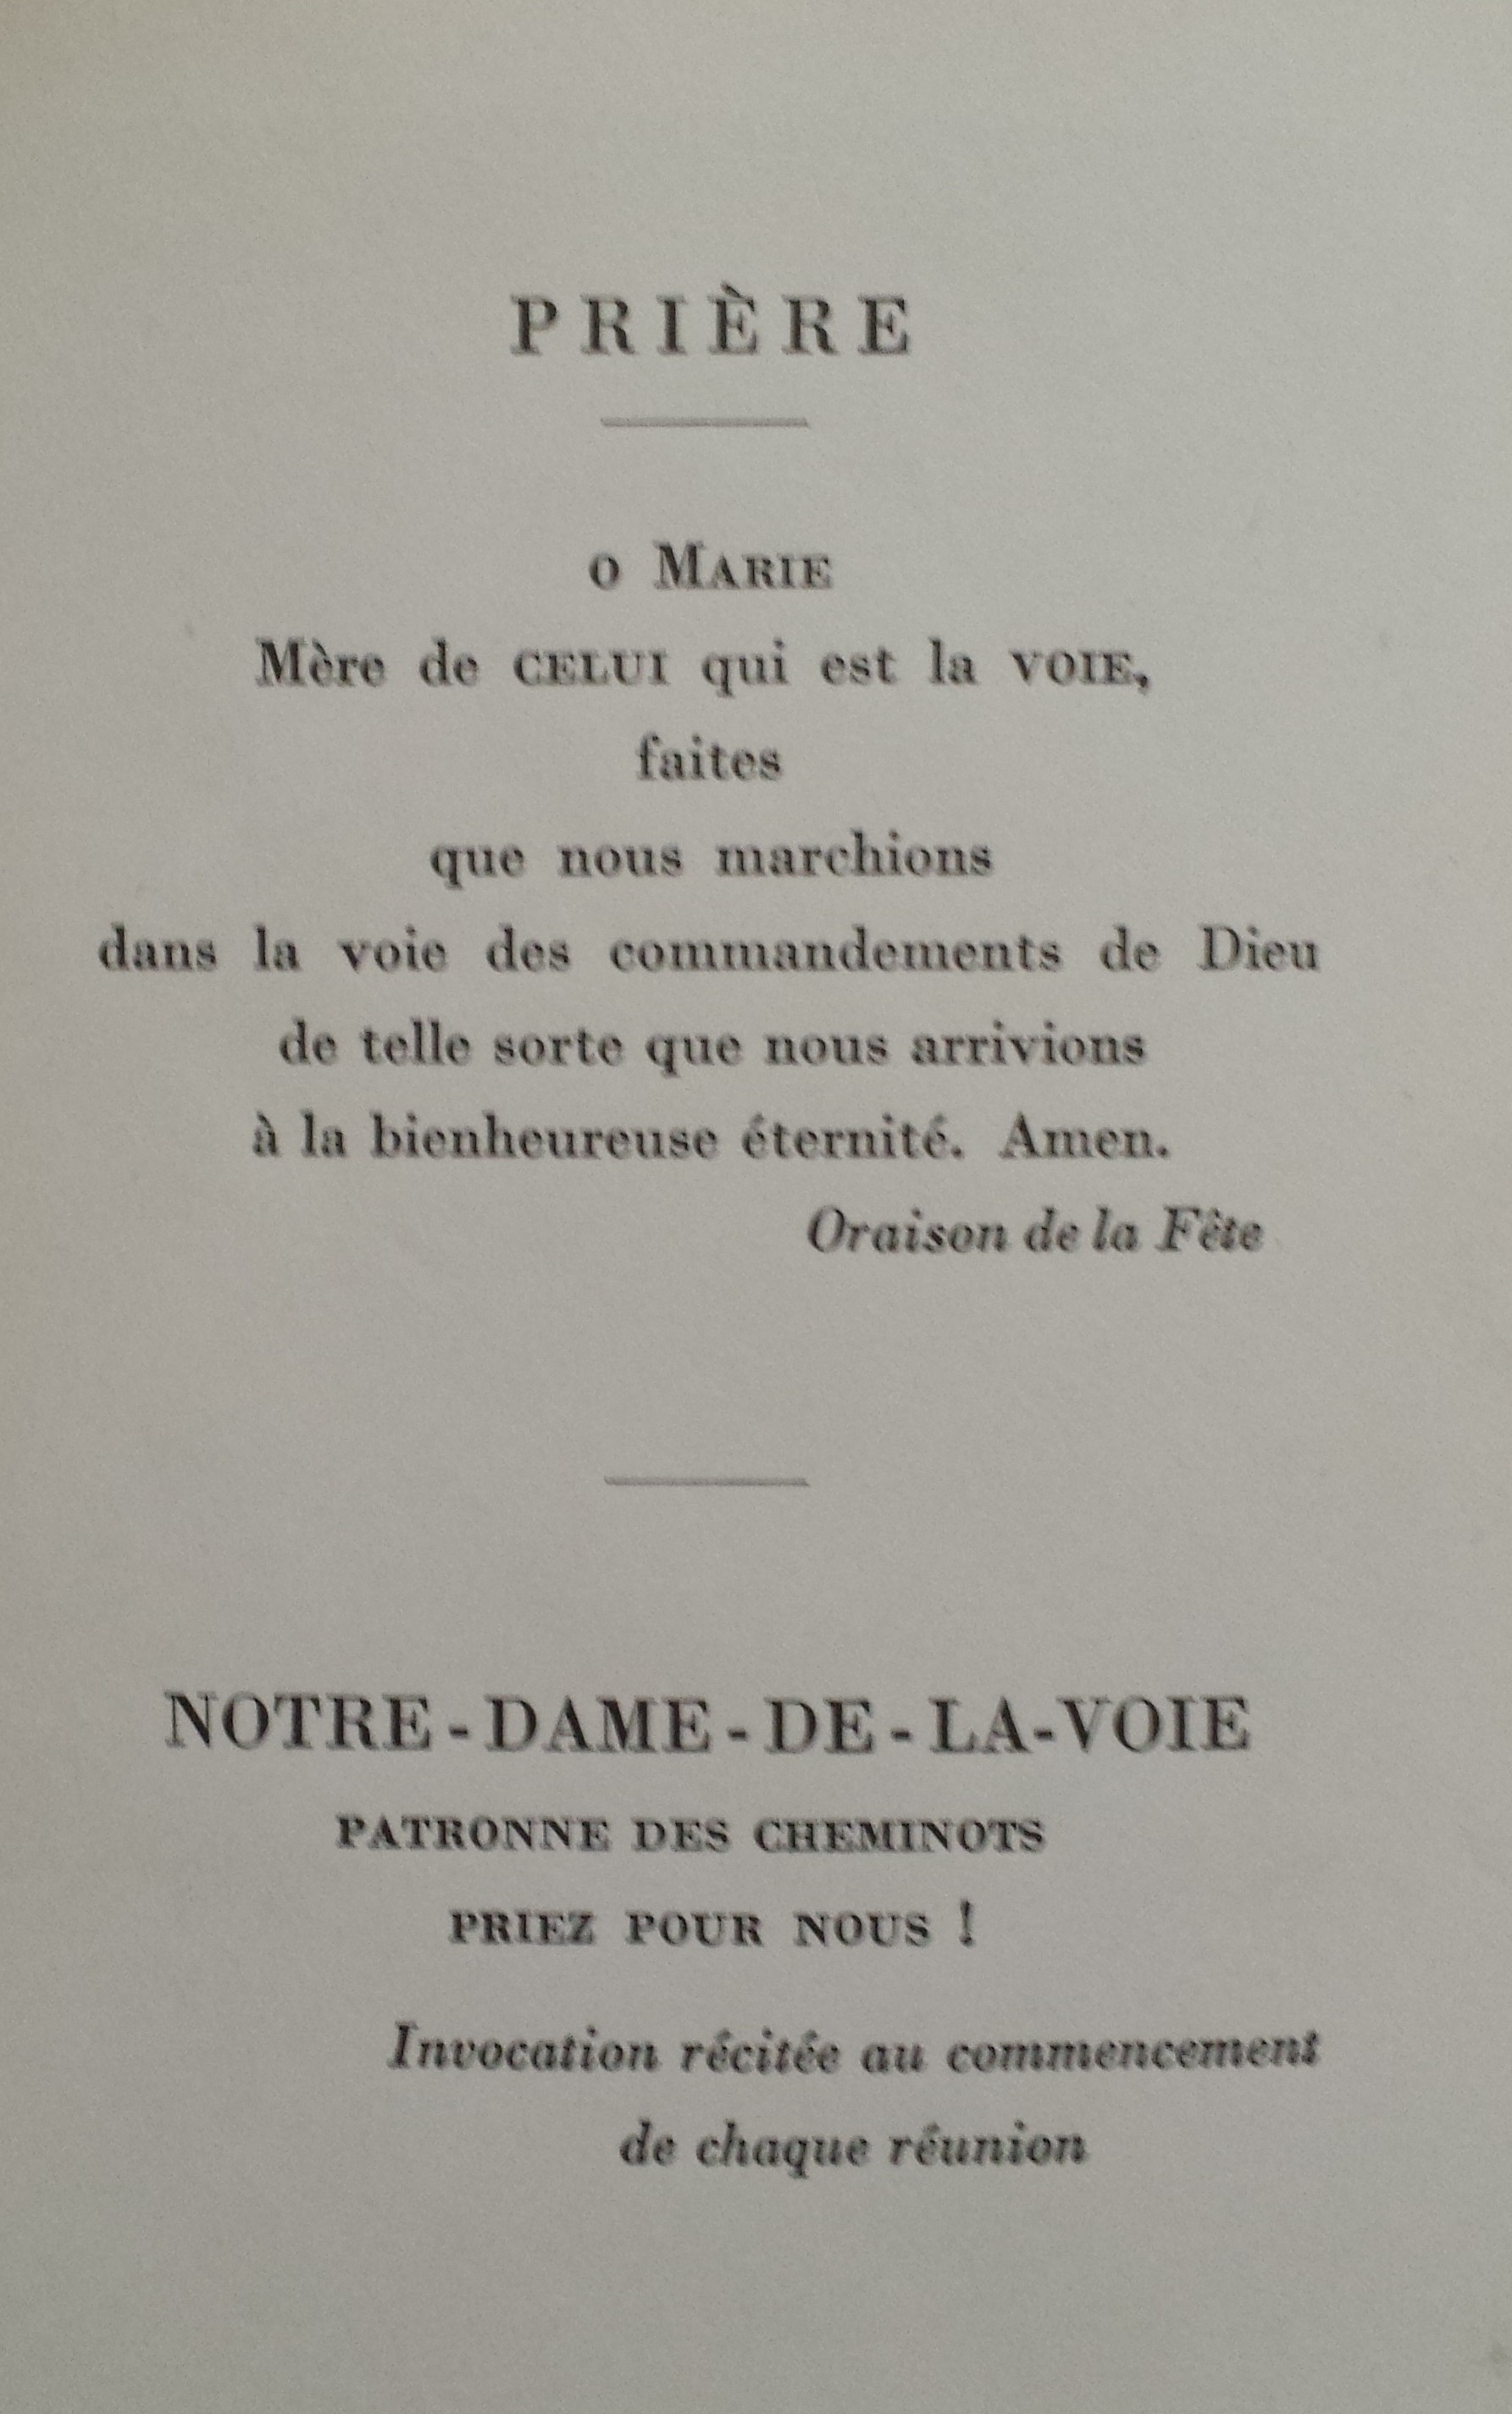 PRIÈRE
O MARIE
Mère de CELUI qui est la VOIE,
faites
que nous marchions
dans la voie des commandements de Dieu
de telle sorte que nous arrivions
à la bienheureuse éternité. Amen.
Oraison de la Fête
NOTRE-DAME-DE-LA-VOIE
PATRONNE DES CHEMINOTS
PRIEZ POUR NOUS !
Invocation récitée au commencement
de chaque réunion